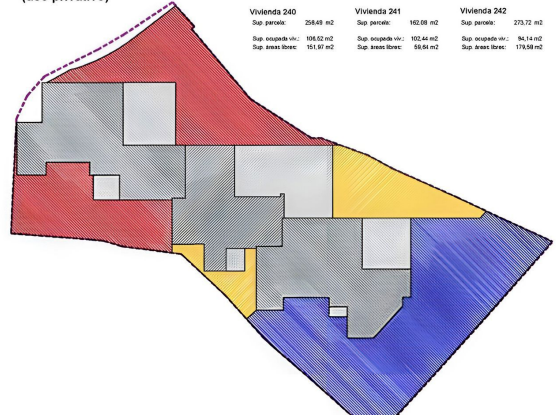 (uso privativo)
Vivienda 240
Sup. parcela: 258,49 m2
Sup. ocupada viv.: 106,52 m2
Sup. áreas libres: 151,97 m2
Vivienda 241
Sup. parcela: 162,08 m2
Sup. ocupada viv.: 102,44 m2
Sup. áreas libres: 59,64 m2
Vivienda 242
Sup. parcela: 273,72 m2
Sup. ocupada viv.: 94,14 m2
Sup. áreas libres: 179,58 m2